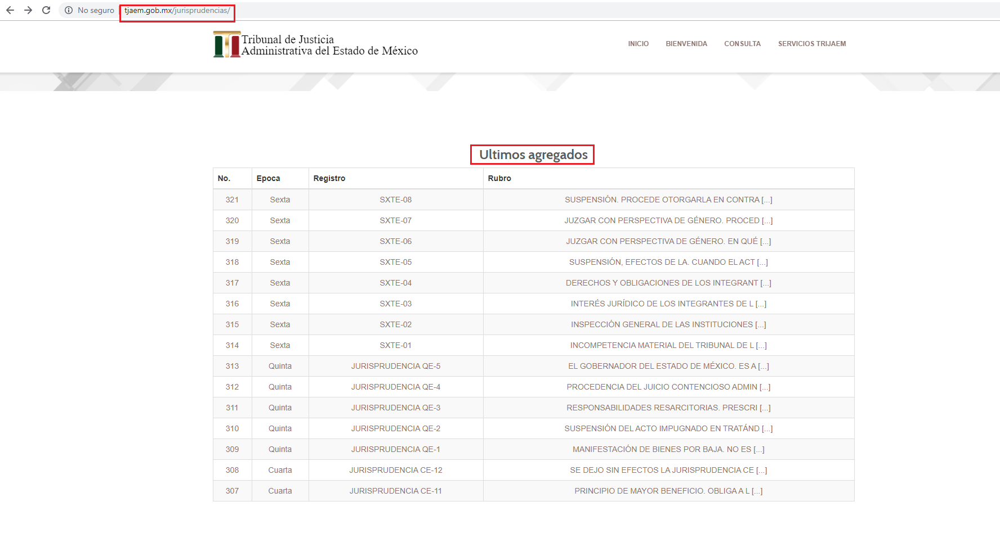 No seguro tjaem.gob.mx/jurisprudencias/
Tribunal de Justicia
Administrativa del Estado de México
INICIO BIENVENIDA CONSULTA SERVICIOS TRIJAEM
Ultimos agregados
No. Epoca Registro Rubro
321 Sexta SXTE-08 SUSPENSIÓN. PROCEDE OTORGARLA EN CONTRA [...]
320 Sexta SXTE-07 JUZGAR CON PERSPECTIVA DE GÉNERO. PROCED [...]
319 Sexta SXTE-06 JUZGAR CON PERSPECTIVA DE GÉNERO. EN QUÉ [...]
318 Sexta SXTE-05 SUSPENSIÓN, EFECTOS DE LA. CUANDO EL ACT [...]
317 Sexta SXTE-04 DERECHOS Y OBLIGACIONES DE LOS INTEGRANT [...]
316 Sexta SXTE-03 INTERÉS JURÍDICO DE LOS INTEGRANTES DE L [...]
315 Sexta SXTE-02 INSPECCIÓN GENERAL DE LAS INSTITUCIONES [...]
314 Sexta SXTE-01 INCOMPETENCIA MATERIAL DEL TRIBUNAL DE L [...]
313 Quinta JURISPRUDENCIA QE-5 EL GOBERNADOR DEL ESTADO DE MÉXICO. ES A [...]
312 Quinta JURISPRUDENCIA QE-4 PROCEDENCIA DEL JUICIO CONTENCIOSO ADMIN [...]
311 Quinta JURISPRUDENCIA QE-3 RESPONSABILIDADES RESARCITORIAS. PRESCRI [...]
310 Quinta JURISPRUDENCIA QE-2 SUSPENSIÓN DEL ACTO IMPUGNADO EN TRATÁND [...]
309 Quinta JURISPRUDENCIA QE-1 MANIFESTACIÓN DE BIENES POR BAJA. NO ES [...]
308 Cuarta JURISPRUDENCIA CE-12 SE DEJO SIN EFECTOS LA JURISPRUDENCIA CE [...]
307 Cuarta JURISPRUDENCIA CE-11 PRINCIPIO DE MAYOR BENEFICIO. OBLIGA A L [...]